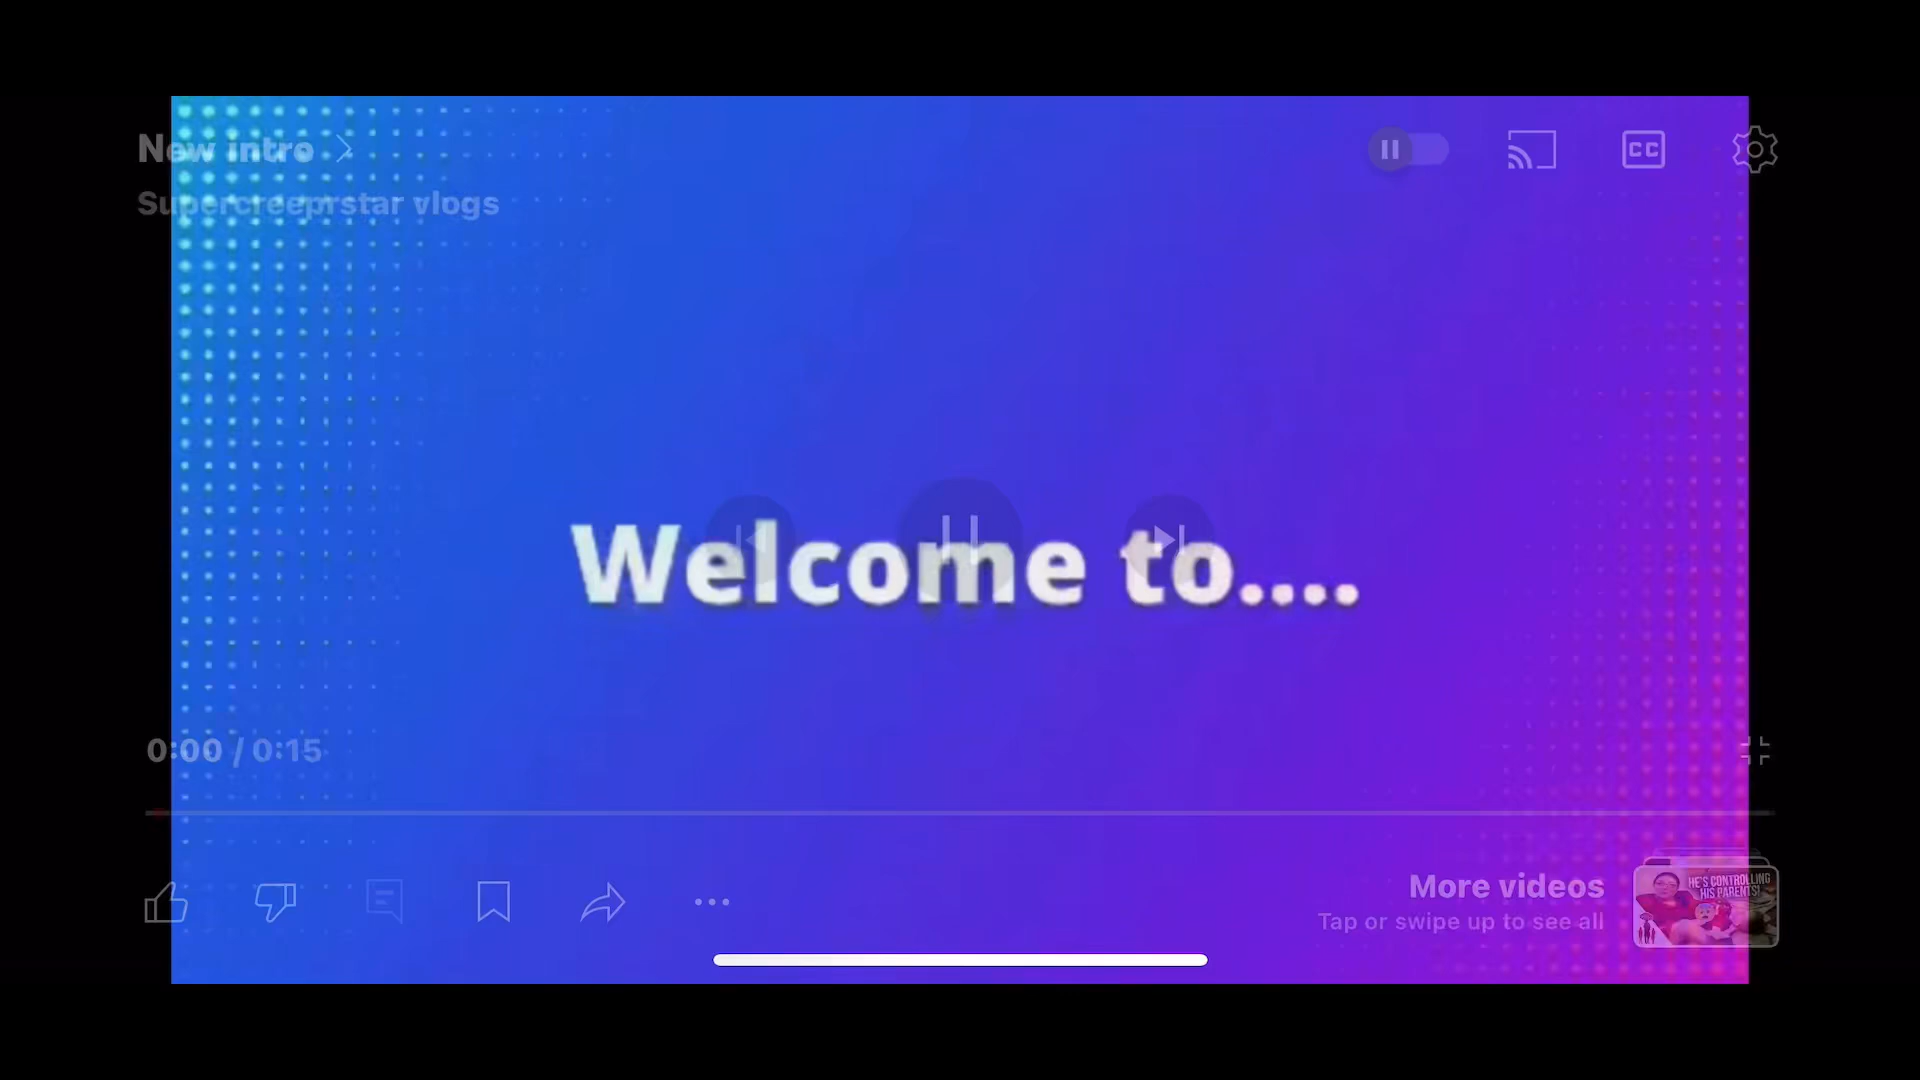 New intro
Supercreeprstar vlogs
CC
Welcome to....
0:00 / 0:15
More videos
Tap or swipe up to see all
HE'S CONTROLLING
HIS PARENTS!